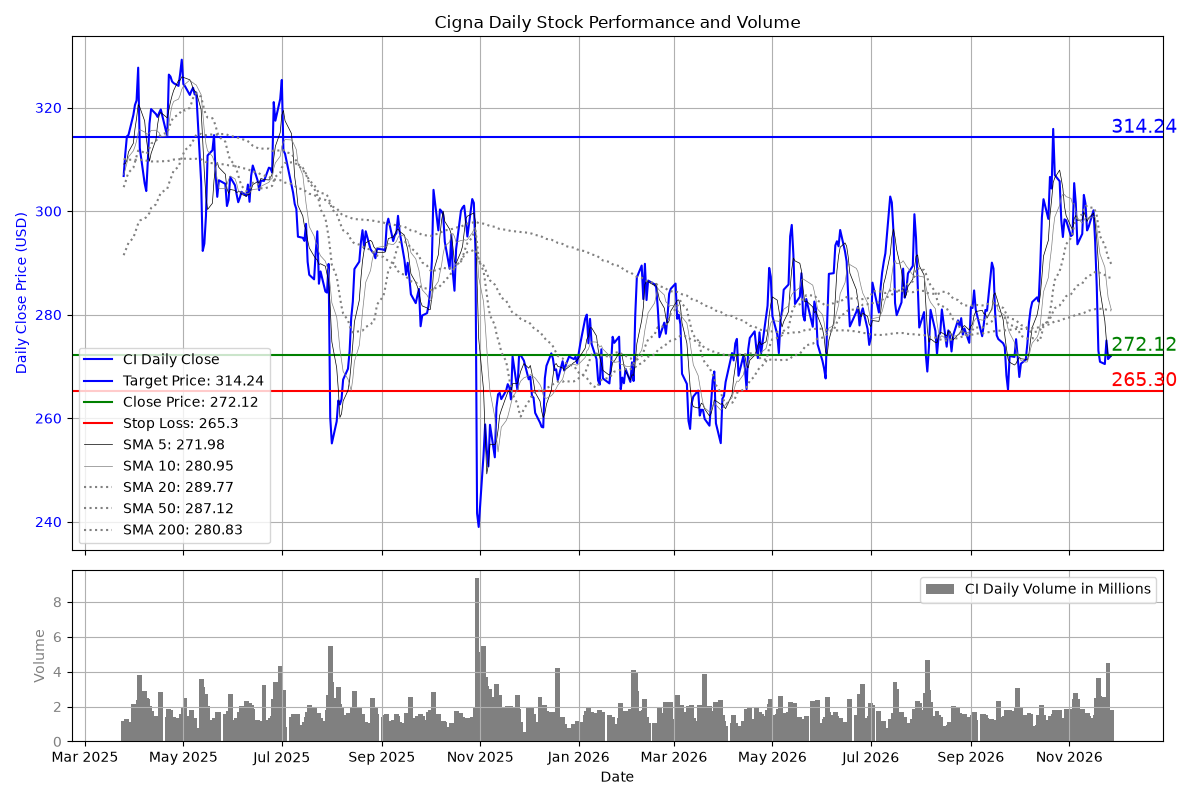 Cigna Daily Stock Performance and Volume
Daily Close Price (USD)
320
300
280
260
240
314.24
272.12
265.30
CI Daily Close
Target Price: 314.24
Close Price: 272.12
Stop Loss: 265.3
SMA 5: 271.98
SMA 10: 280.95
SMA 20: 289.77
SMA 50: 287.12
SMA 200: 280.83
Volume
8
6
4
2
0
CI Daily Volume in Millions
Mar 2025
May 2025
Jul 2025
Sep 2025
Nov 2025
Jan 2026
Mar 2026
May 2026
Jul 2026
Sep 2026
Nov 2026
Date